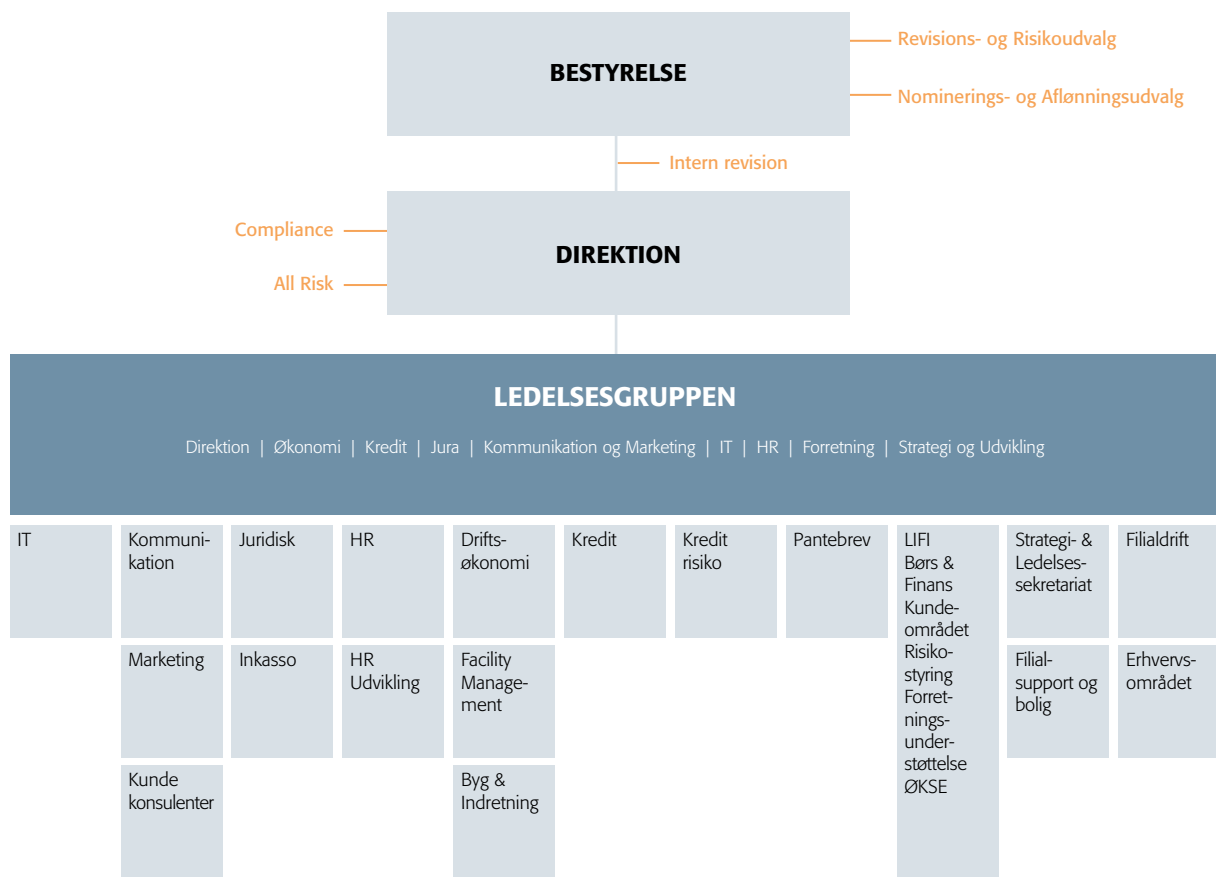 BESTYRELSE
Revisions- og Risikoudvalg
Nominerings- og Aflønningsudvalg
Intern revision
Compliance
All Risk
DIREKTION
LEDELSESGRUPPEN
Direktion | Økonomi | Kredit | Jura | Kommunikation og Marketing | IT | HR | Forretning | Strategi og Udvikling
IT
Kommuni-
kation
Juridisk
HR
Drifts-
økonomi
Kredit
Kredit
risiko
Pantebrev
LIFI
Børs &
Finans
Kunde-
området
Risiko-
styring
Forret-
nings-
under-
støttelse
ØKSE
Strategi- &
Ledelses-
sekretariat
Filialdrift
Marketing
Inkasso
HR
Udvikling
Facility
Manage-
ment
Filial-
support og
bolig
Erhvervs-
området
Kunde
konsulenter
Byg &
Indretning